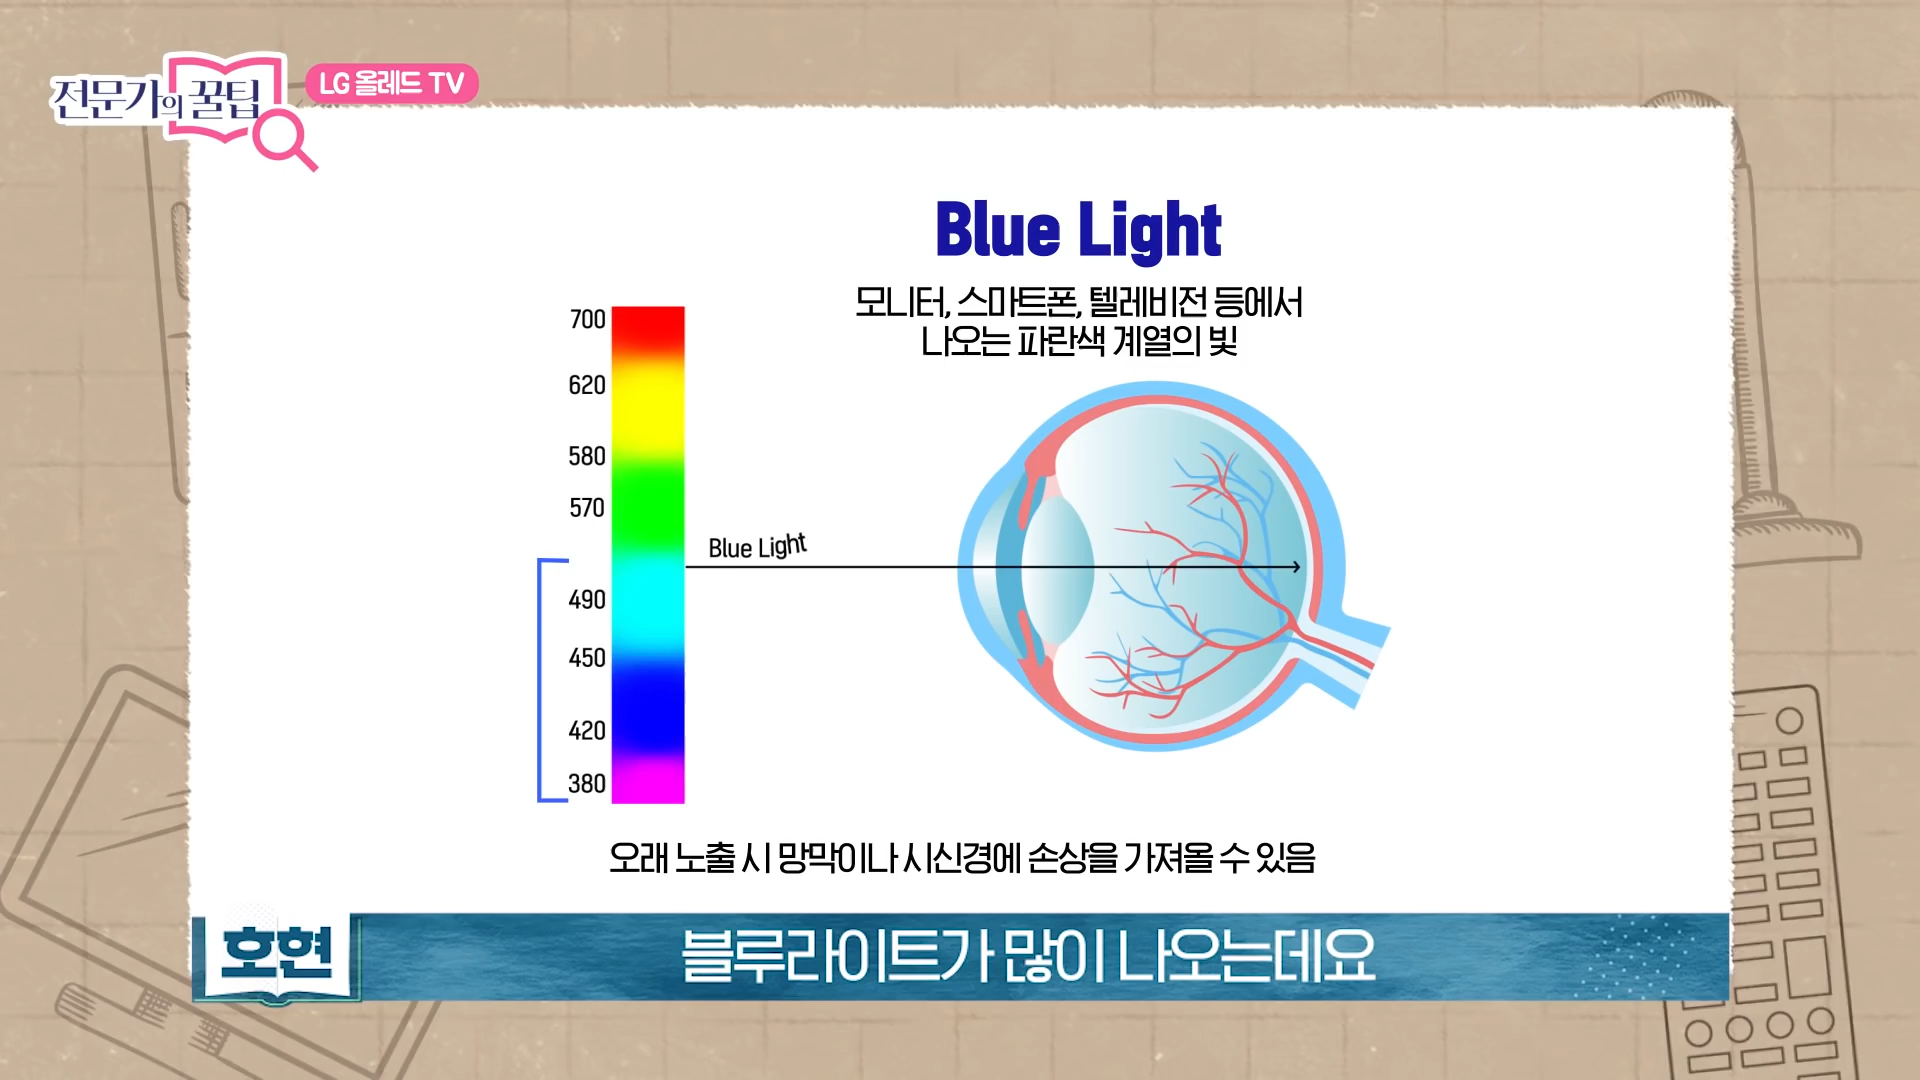 전문가의 꿀팁
LG 올레드 TV
Blue Light
모니터, 스마트폰, 텔레비전 등에서
나오는 파란색 계열의 빛
700
620
580
570
490
450
420
380
Blue Light
오래 노출 시 망막이나 시신경에 손상을 가져올 수 있음
호현
블루라이트가 많이 나오는데요